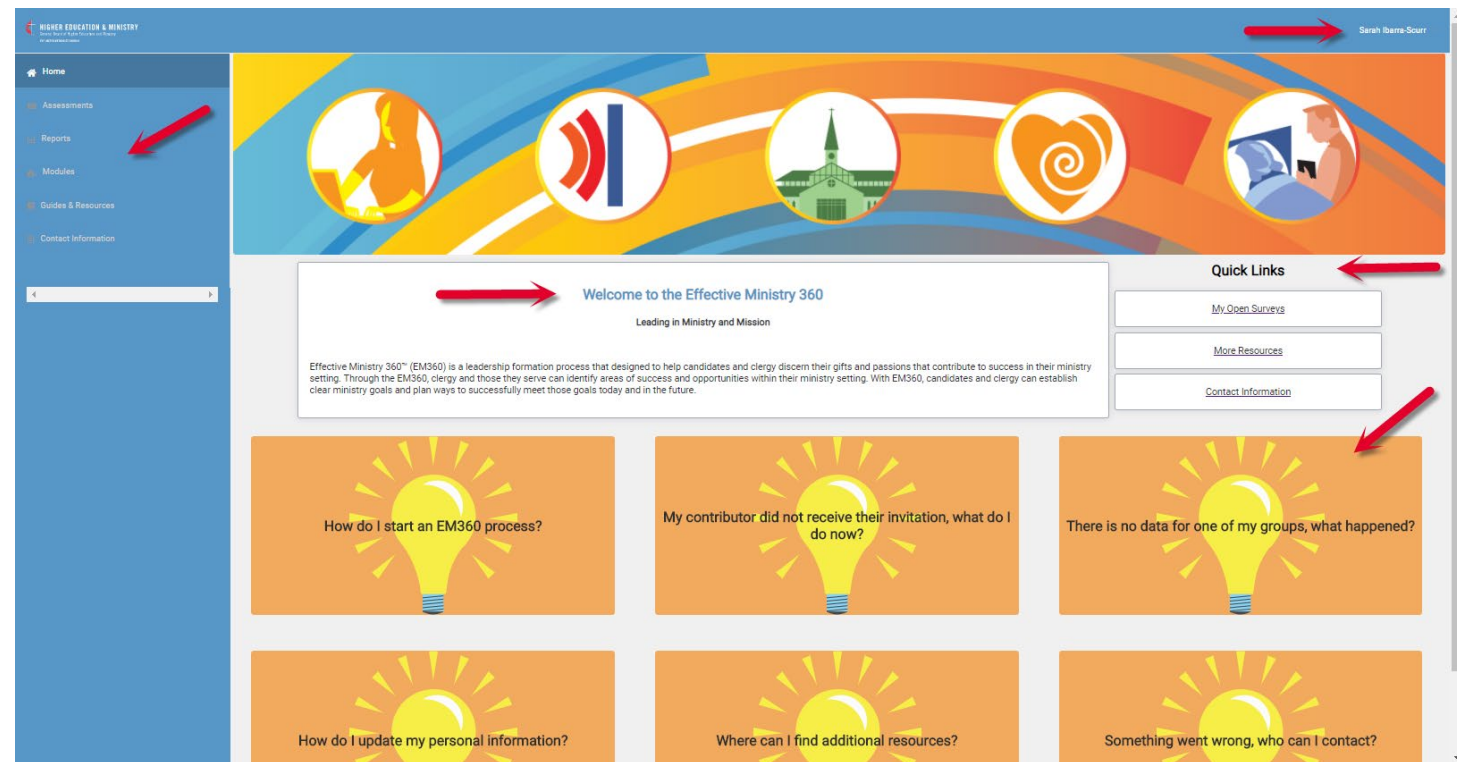 HIGHER EDUCATION & MINISTRY
General Board of Higher Education and Ministry
Sarah Ibarra-Scurr
Home
Assessments
Reports
Modules
Guides & Resources
Contact Information
Welcome to the Effective Ministry 360
Leading in Ministry and Mission
Effective Ministry 360™ (EM360) is a leadership formation process that designed to help candidates and clergy discern their gifts and passions that contribute to success in their ministry
setting. Through the EM360, clergy and those they serve can identify areas of success and opportunities within their ministry setting. With EM360, candidates and clergy can establish
clear ministry goals and plan ways to successfully meet those goals today and in the future.
Quick Links
My Open Surveys
More Resources
Contact Information
How do I start an EM360 process?
My contributor did not receive their invitation, what do I
do now?
There is no data for one of my groups, what happened?
How do I update my personal information?
Where can I find additional resources?
Something went wrong, who can I contact?